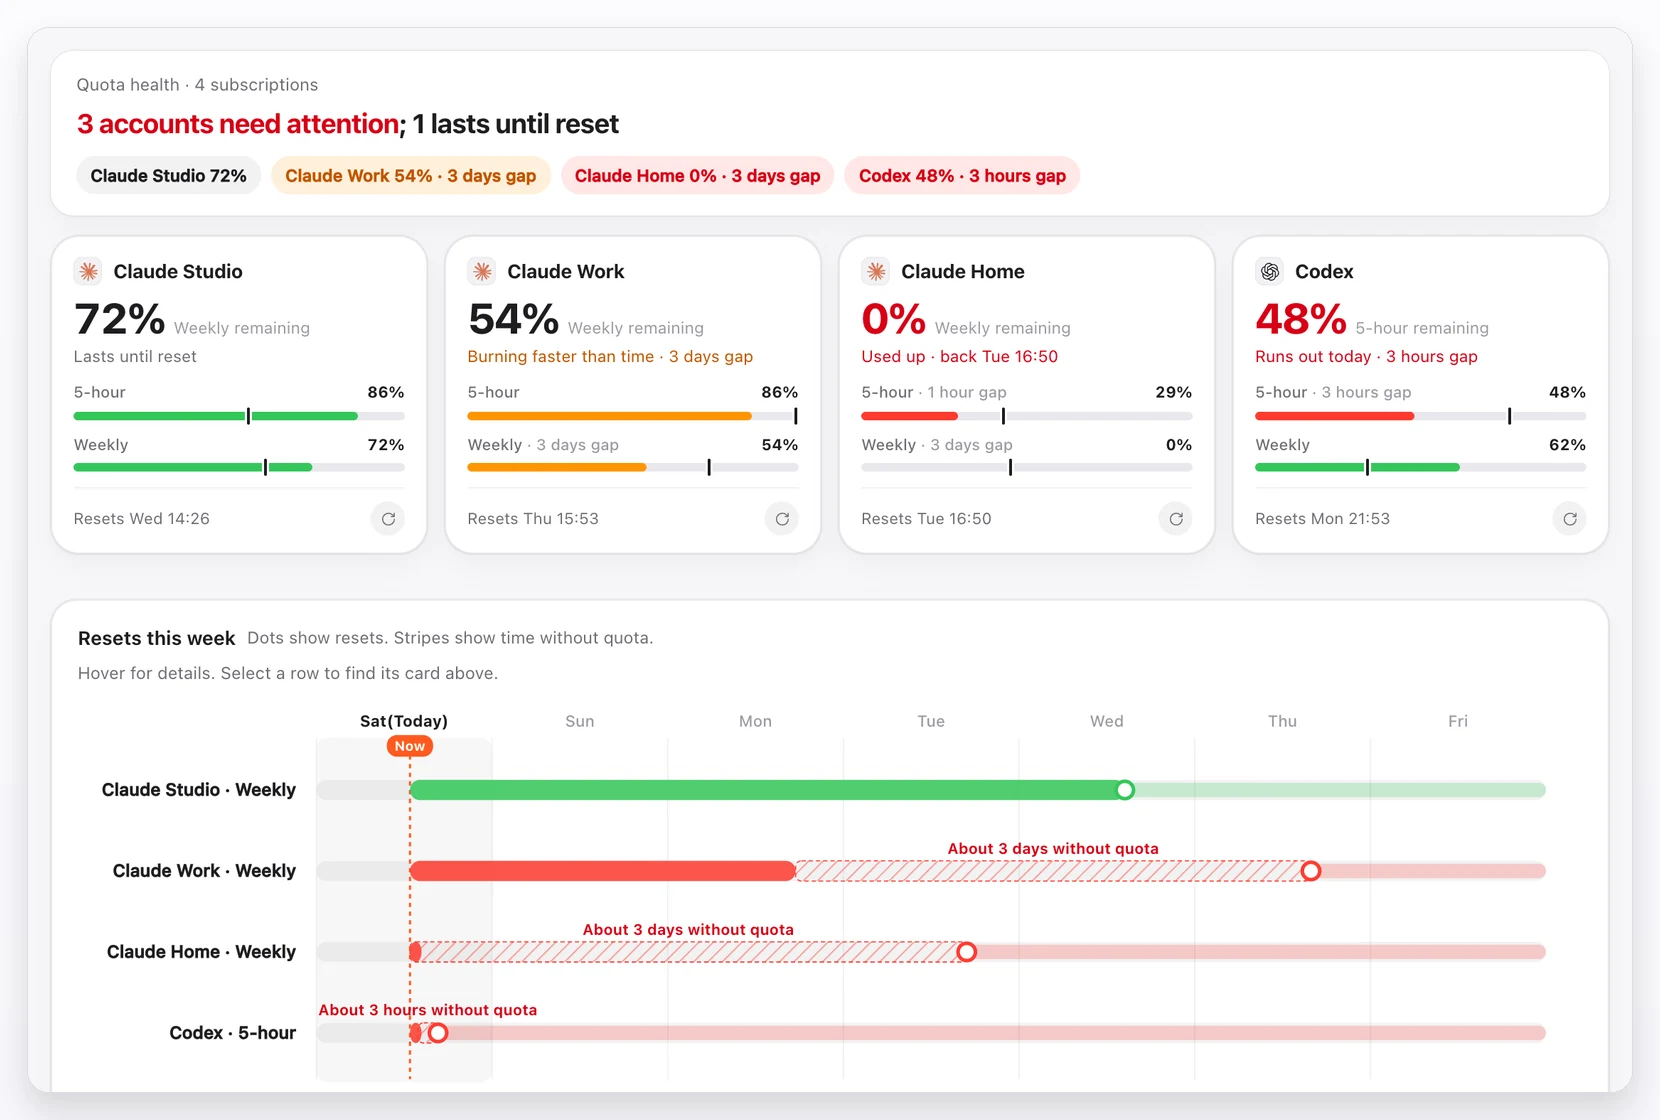 Quota health · 4 subscriptions
3 accounts need attention; 1 lasts until reset
Claude Studio 72%
Claude Work 54% · 3 days gap
Claude Home 0% · 3 days gap
Codex 48% · 3 hours gap
Claude Studio
72% Weekly remaining
Lasts until reset
5-hour 86%
Weekly 72%
Resets Wed 14:26
Claude Work
54% Weekly remaining
Burning faster than time · 3 days gap
5-hour 86%
Weekly · 3 days gap 54%
Resets Thu 15:53
Claude Home
0% Weekly remaining
Used up · back Tue 16:50
5-hour · 1 hour gap 29%
Weekly · 3 days gap 0%
Resets Tue 16:50
Codex
48% 5-hour remaining
Runs out today · 3 hours gap
5-hour · 3 hours gap 48%
Weekly 62%
Resets Mon 21:53
Resets this week Dots show resets. Stripes show time without quota.
Hover for details. Select a row to find its card above.
Sat(Today) Sun Mon Tue Wed Thu Fri
Now
Claude Studio · Weekly
About 3 days without quota
Claude Work · Weekly
About 3 days without quota
Claude Home · Weekly
About 3 hours without quota
Codex · 5-hour